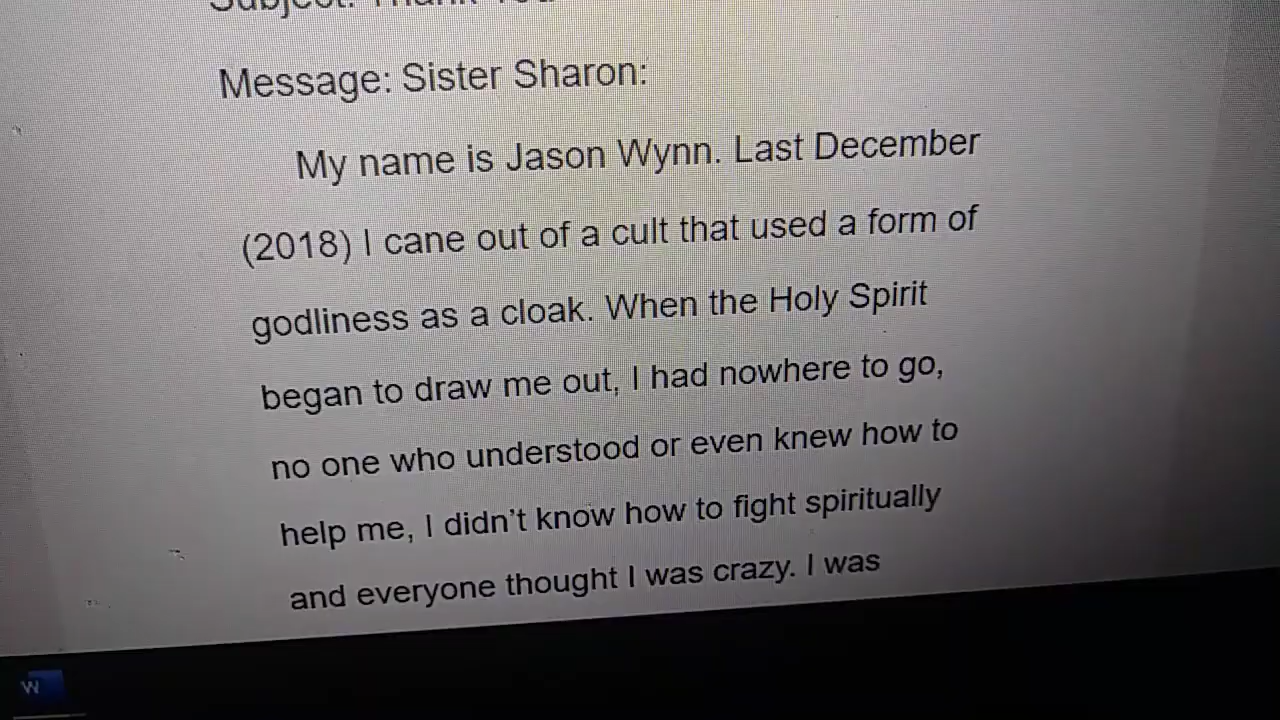 Subject: Thank You
Message: Sister Sharon:
My name is Jason Wynn. Last December
(2018) I cane out of a cult that used a form of
godliness as a cloak. When the Holy Spirit
began to draw me out, I had nowhere to go,
no one who understood or even knew how to
help me, I didn't know how to fight spiritually
and everyone thought I was crazy. I was
W